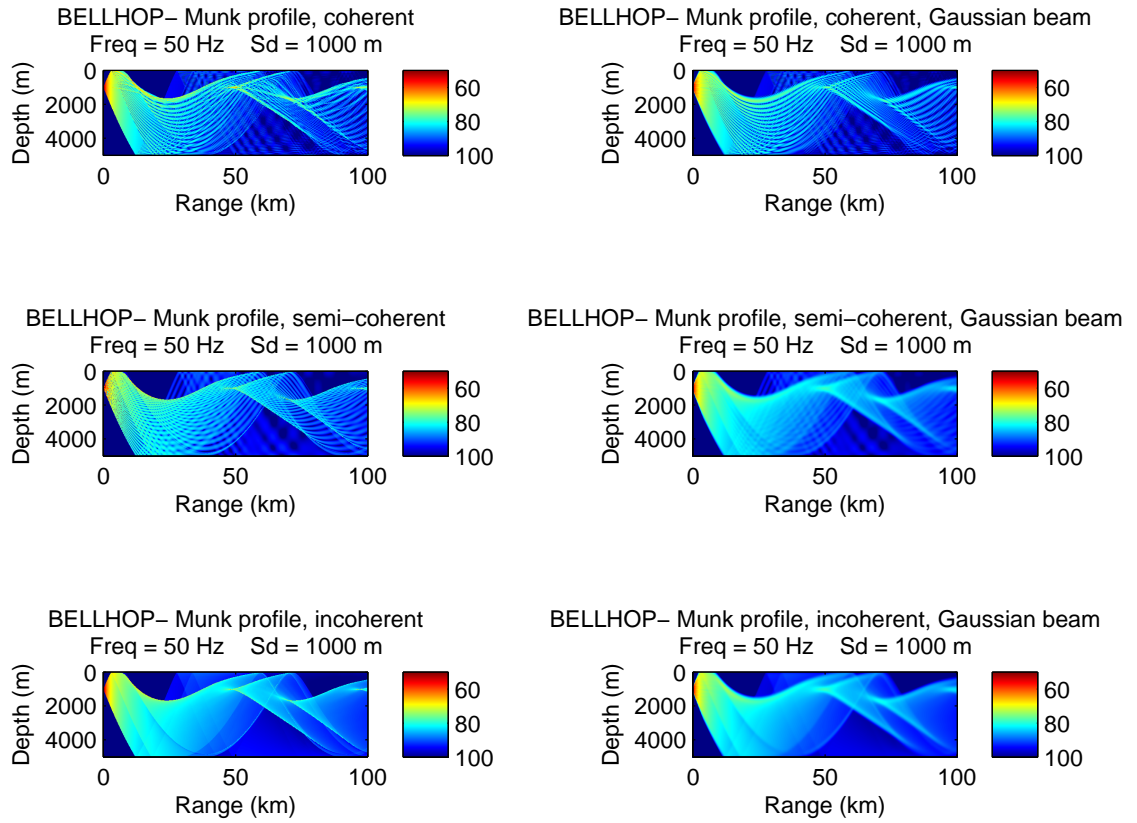 BELLHOP− Munk profile, coherent
Freq = 50 Hz    Sd = 1000 m
0
2000
4000
Depth (m)
0
50
100
Range (km)
60
80
100
BELLHOP− Munk profile, coherent, Gaussian beam
Freq = 50 Hz    Sd = 1000 m
0
2000
4000
Depth (m)
0
50
100
Range (km)
60
80
100
BELLHOP− Munk profile, semi−coherent
Freq = 50 Hz    Sd = 1000 m
0
2000
4000
Depth (m)
0
50
100
Range (km)
60
80
100
BELLHOP− Munk profile, semi−coherent, Gaussian beam
Freq = 50 Hz    Sd = 1000 m
0
2000
4000
Depth (m)
0
50
100
Range (km)
60
80
100
BELLHOP− Munk profile, incoherent
Freq = 50 Hz    Sd = 1000 m
0
2000
4000
Depth (m)
0
50
100
Range (km)
60
80
100
BELLHOP− Munk profile, incoherent, Gaussian beam
Freq = 50 Hz    Sd = 1000 m
0
2000
4000
Depth (m)
0
50
100
Range (km)
60
80
100